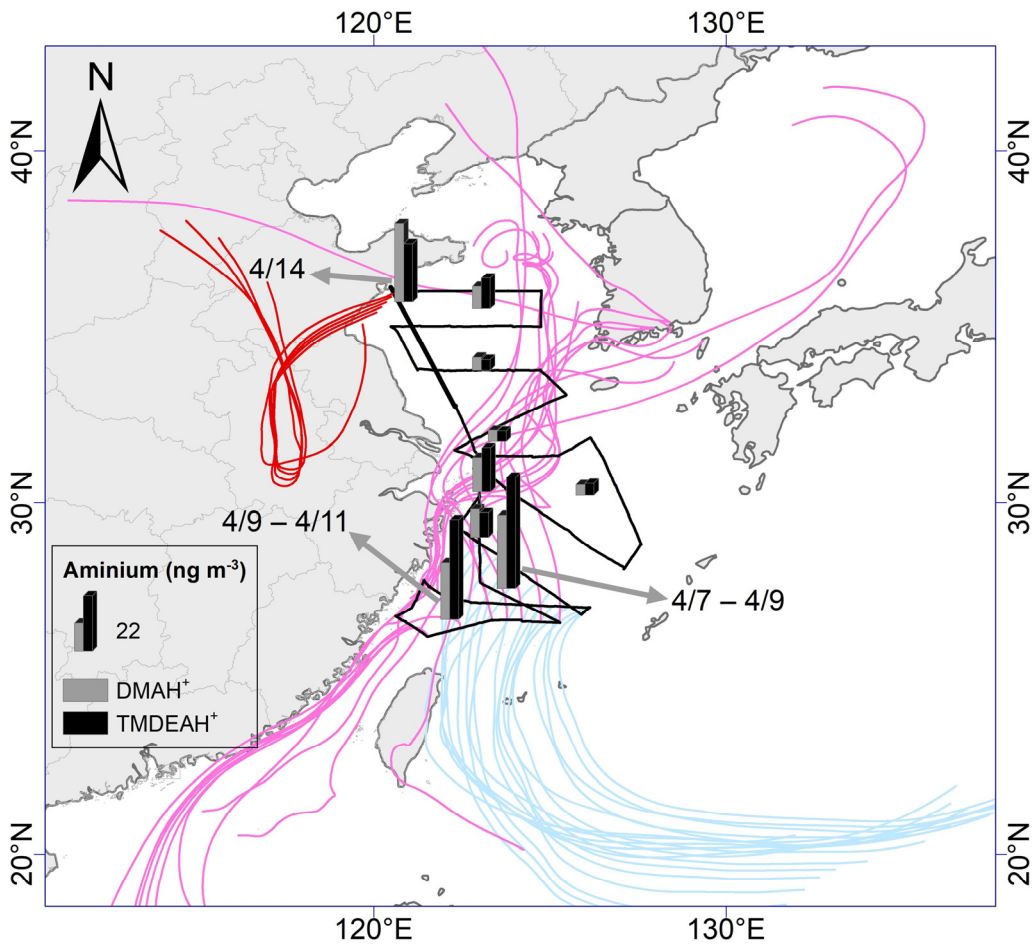 120°E 130°E
N
40°N 40°N
4/14
30°N 30°N
4/9 – 4/11
Aminium (ng m⁻³)
22
4/7 – 4/9
DMAH⁺
TMDEAH⁺
20°N 20°N
120°E 130°E